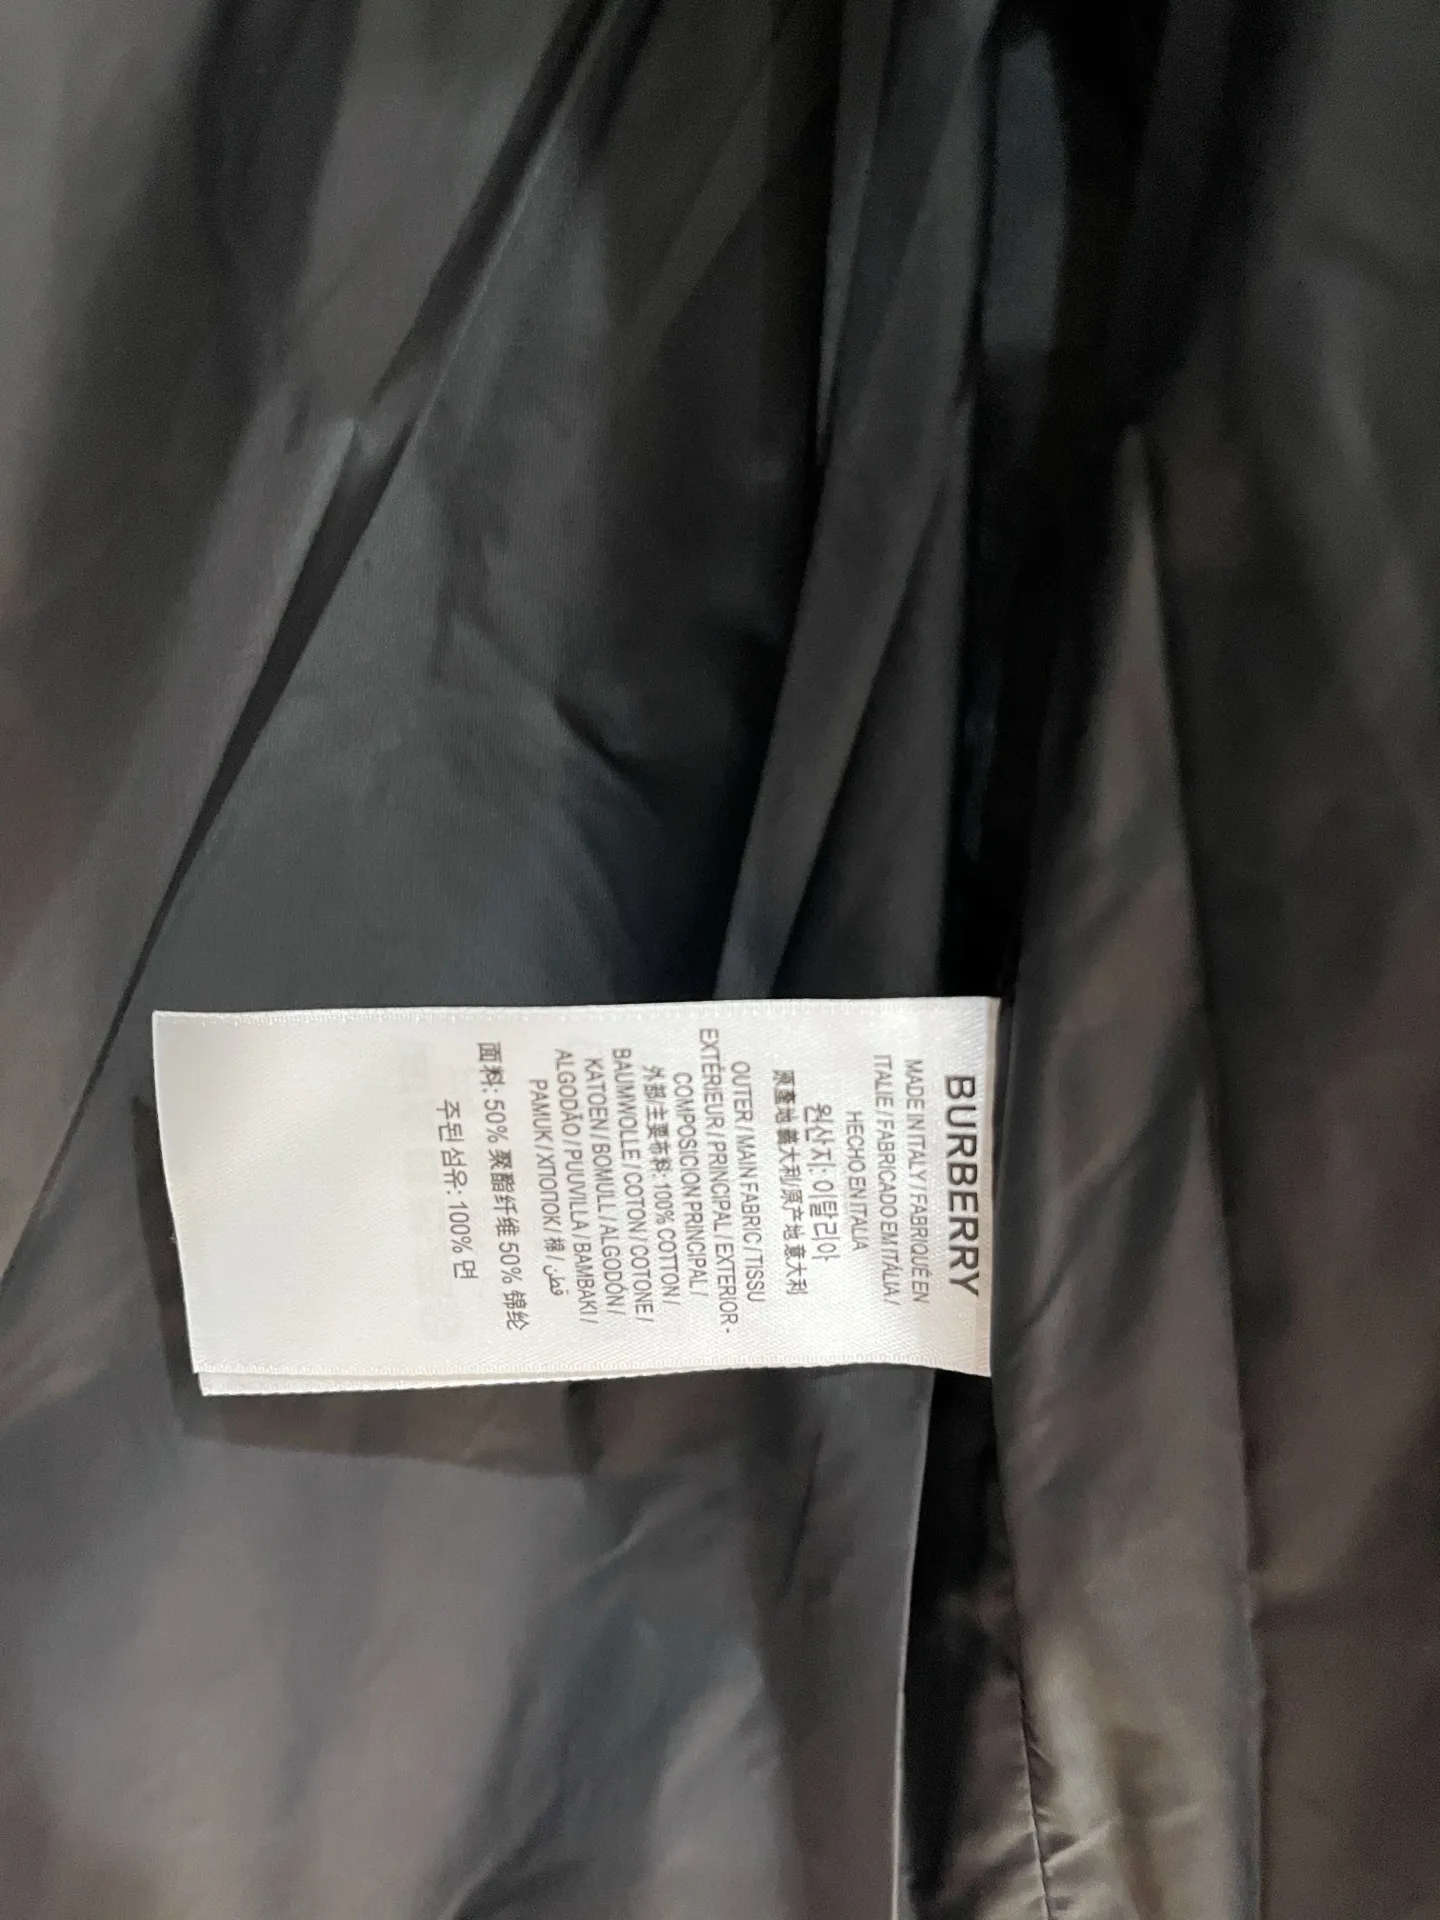 BURBERRY
MADE IN ITALY / FABRIQUÉ EN
ITALIE / FABRICADO EM ITÁLIA /
HECHO EN ITALIA
원산지: 이탈리아
原產地 義大利/原产地 意大利
OUTER / MAIN FABRIC / TISSU
EXTÉRIEUR / PRINCIPAL / EXTERIOR -
COMPOSICION PRINCIPAL /
外部/主要布料: 100% COTTON /
BAUMWOLLE / COTON / COTONE /
KATOEN / BOMULL / ALGODÓN /
ALGODÃO / PUUVILLA / BAMBAKI /
PAMUK / ХЛОПОК / 棉 / قطن
面料: 50% 聚酯纤维 50% 锦纶
주된 섬유: 100% 면